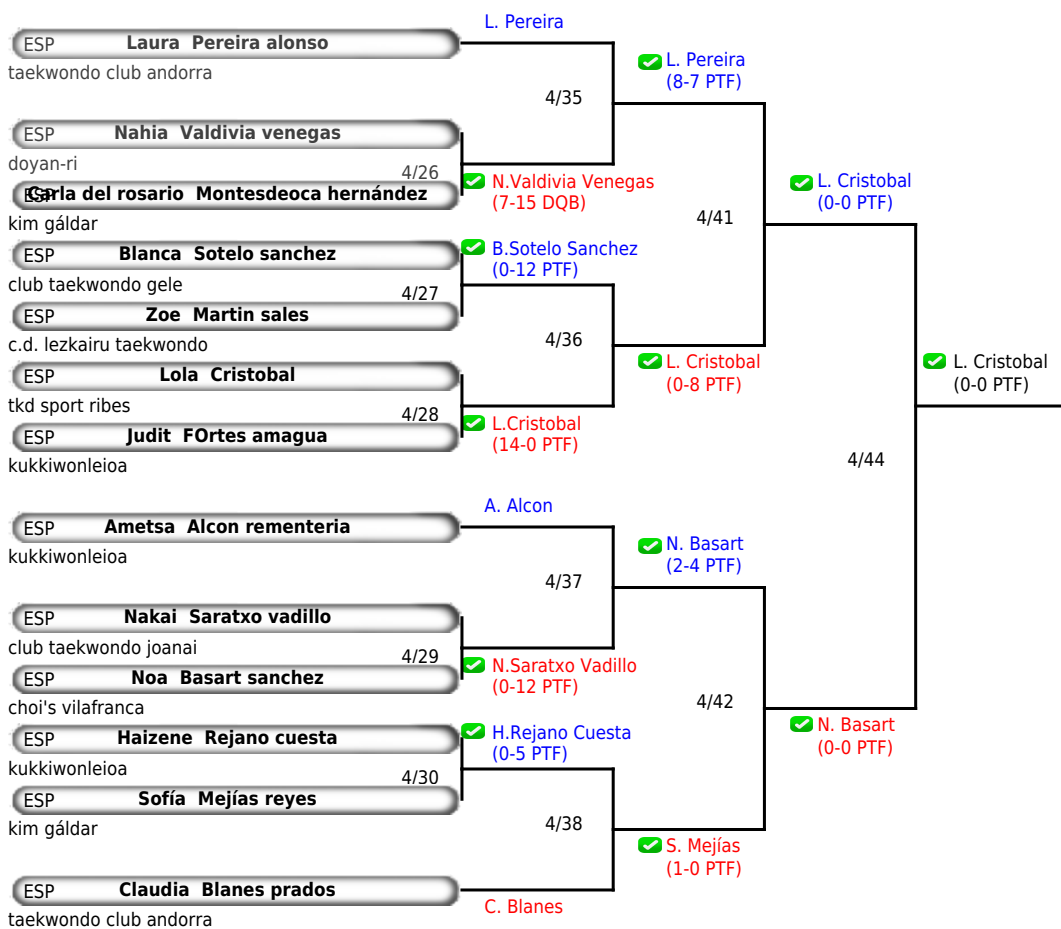 L. Pereira
ESP Laura Pereira alonso
taekwondo club andorra
L. Pereira
(8-7 PTF)
4/35
ESP Nahia Valdivia venegas
doyan-ri
4/26
N.Valdivia Venegas
(7-15 DQB)
ESP Carla del rosario Montesdeoca hernández
kim gáldar
L. Cristobal
(0-0 PTF)
4/41
ESP Blanca Sotelo sanchez
club taekwondo gele
B.Sotelo Sanchez
(0-12 PTF)
4/27
ESP Zoe Martin sales
c.d. lezkairu taekwondo
4/36
L. Cristobal
(0-8 PTF)
ESP Lola Cristobal
tkd sport ribes
4/28
L.Cristobal
(14-0 PTF)
ESP Judit FOrtes amagua
kukkiwonleioa
L. Cristobal
(0-0 PTF)
4/44
A. Alcon
ESP Ametsa Alcon rementeria
kukkiwonleioa
N. Basart
(2-4 PTF)
4/37
ESP Nakai Saratxo vadillo
club taekwondo joanai
4/29
N.Saratxo Vadillo
(0-12 PTF)
ESP Noa Basart sanchez
choi's vilafranca
4/42
N. Basart
(0-0 PTF)
ESP Haizene Rejano cuesta
kukkiwonleioa
H.Rejano Cuesta
(0-5 PTF)
4/30
ESP Sofía Mejías reyes
kim gáldar
4/38
S. Mejías
(1-0 PTF)
ESP Claudia Blanes prados
taekwondo club andorra
C. Blanes